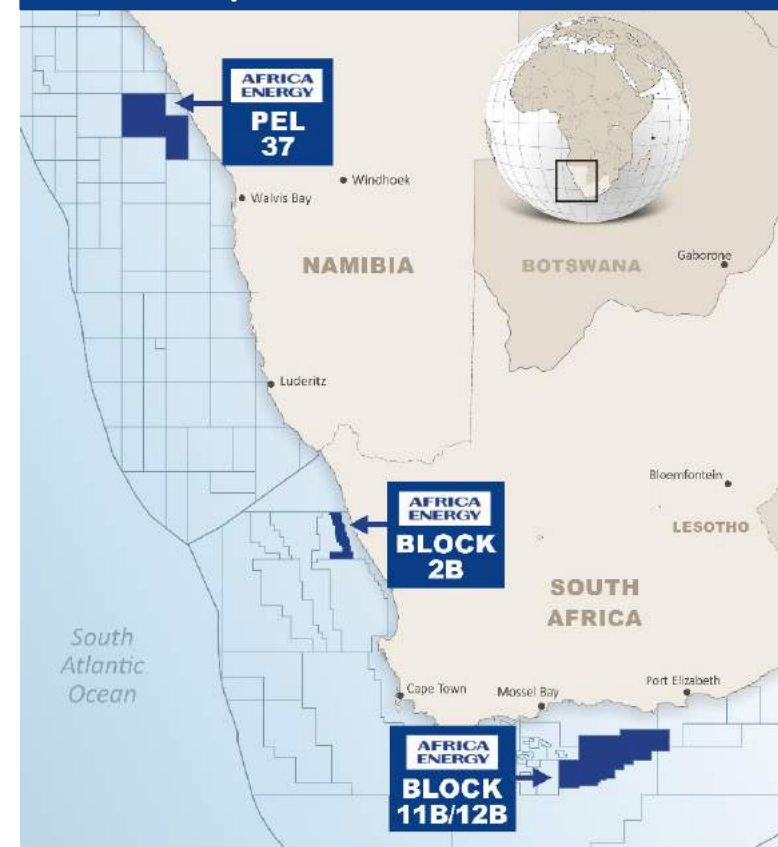 AFRICA
ENERGY
PEL
37
Windhoek
Walvis Bay
NAMIBIA
BOTSWANA
Gaborone
Luderitz
Bloemfontein
AFRICA
ENERGY
BLOCK
2B
LESOTHO
SOUTH
AFRICA
South
Atlantic
Ocean
Cape Town
Mossel Bay
Port Elizabeth
AFRICA
ENERGY
BLOCK
11B/12B